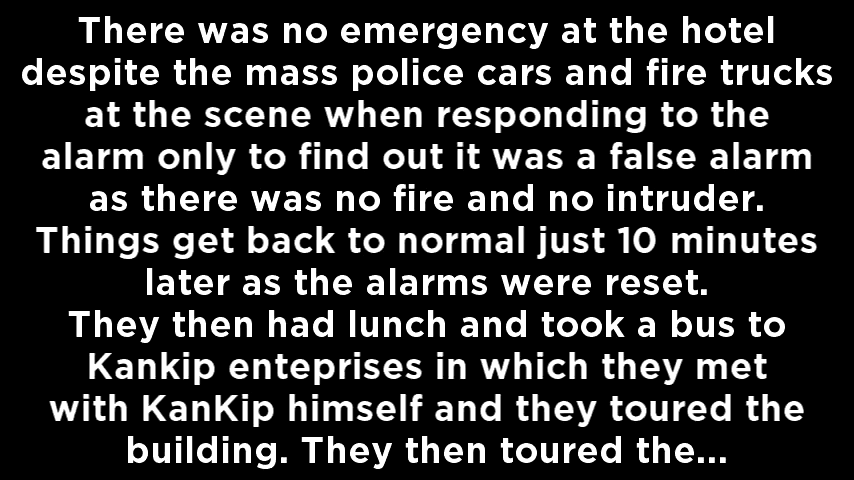 There was no emergency at the hotel
despite the mass police cars and fire trucks
at the scene when responding to the
alarm only to find out it was a false alarm
as there was no fire and no intruder.
Things get back to normal just 10 minutes
later as the alarms were reset.
They then had lunch and took a bus to
Kankip enteprises in which they met
with KanKip himself and they toured the
building. They then toured the...